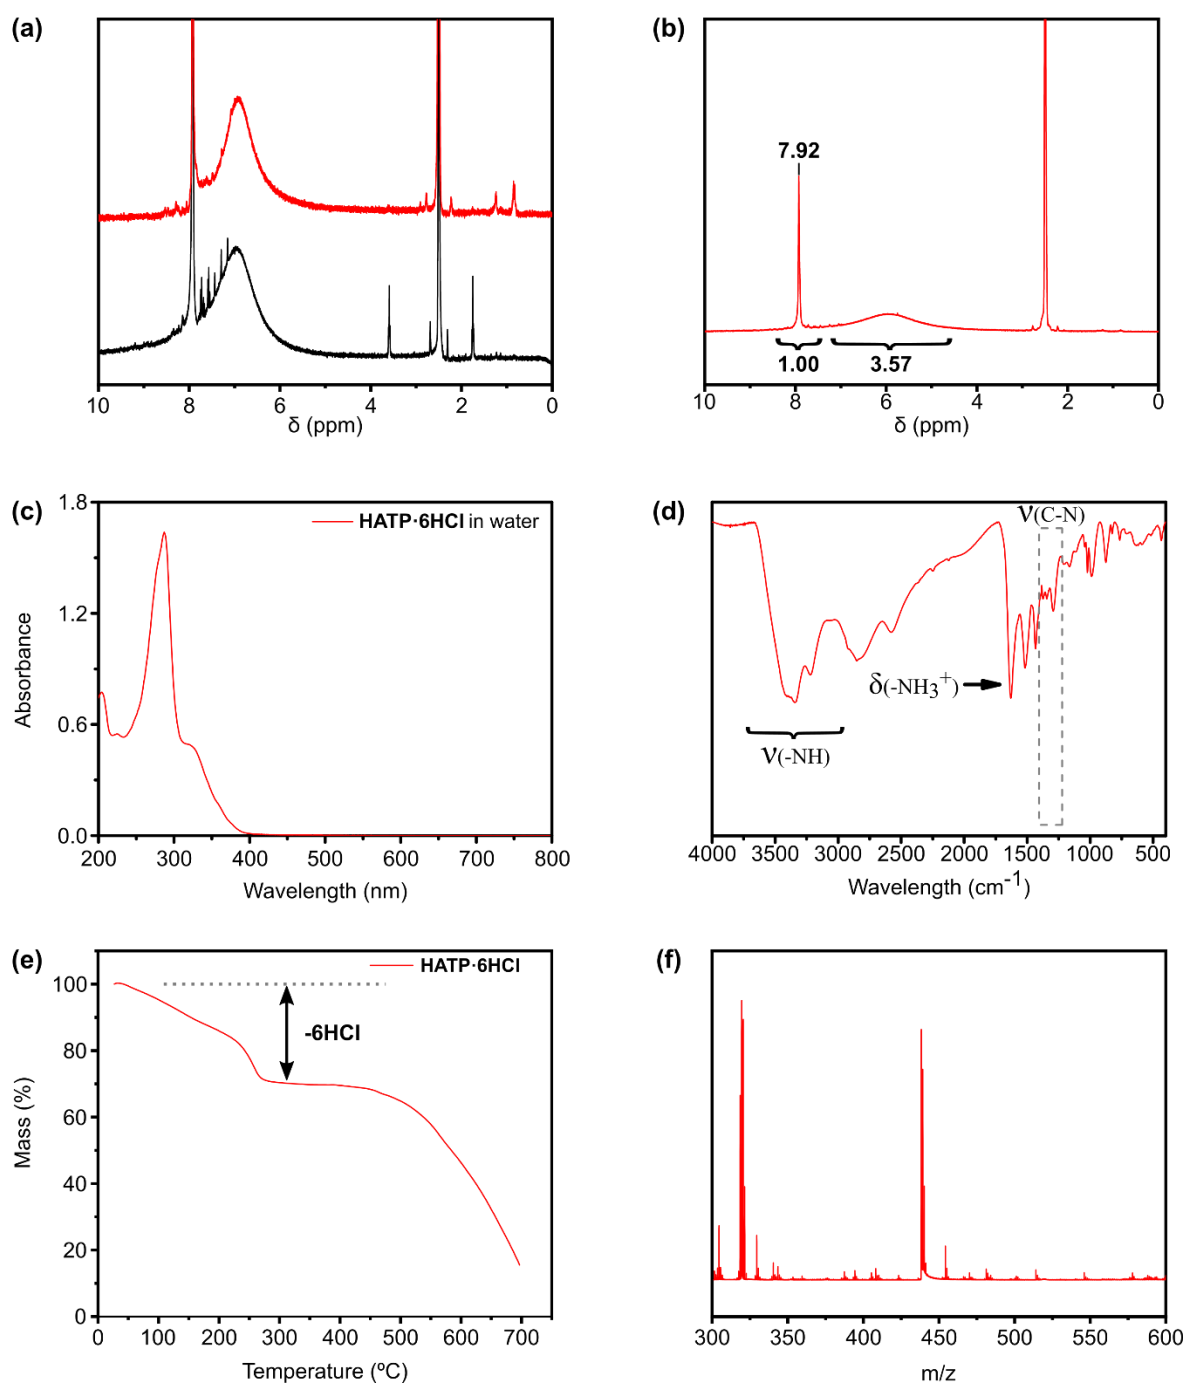 (a)
10 8 6 4 2 0
δ (ppm)
(b)
7.92
1.00 3.57
10 8 6 4 2 0
δ (ppm)
(c)
1.8
1.2
0.6
0.0
Absorbance
HATP·6HCl in water
200 300 400 500 600 700 800
Wavelength (nm)
(d)
ν(C-N)
δ(-NH3⁺)
ν(-NH)
4000 3500 3000 2500 2000 1500 1000 500
Wavelength (cm⁻¹)
(e)
100
80
60
40
20
0
Mass (%)
HATP·6HCl
-6HCl
0 100 200 300 400 500 600 700
Temperature (ºC)
(f)
300 350 400 450 500 550 600
m/z